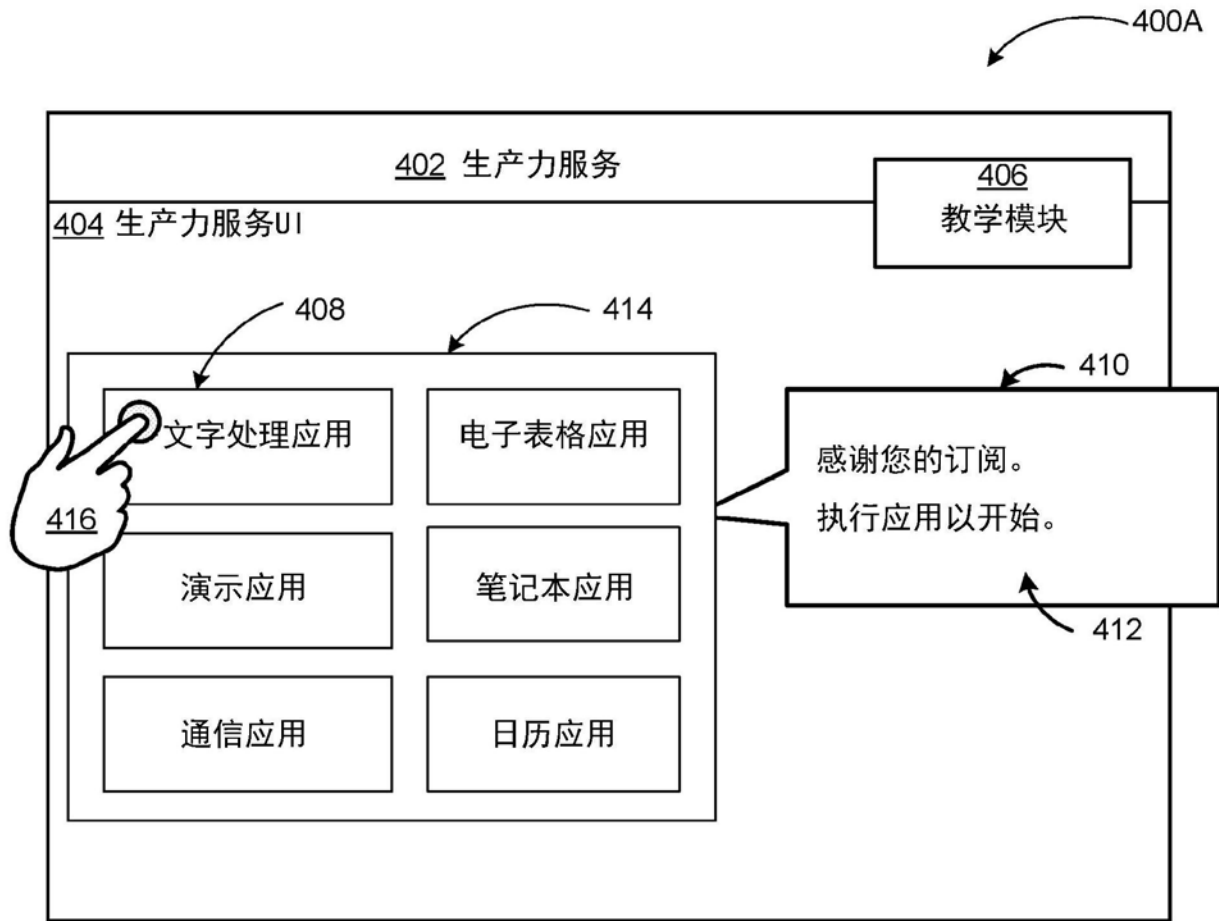 400A
402 生产力服务
406
教学模块
404 生产力服务UI
408
414
410
文字处理应用
电子表格应用
感谢您的订阅。
执行应用以开始。
416
演示应用
笔记本应用
412
通信应用
日历应用